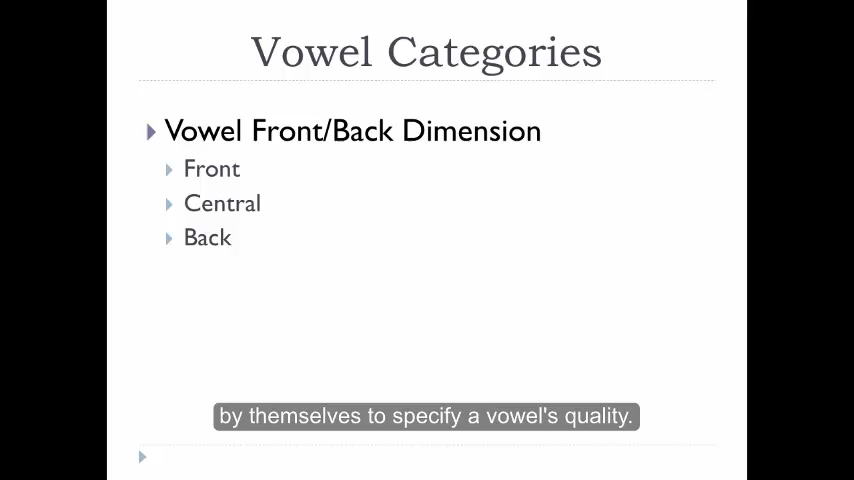 Vowel Categories
Vowel Front/Back Dimension
Front
Central
Back
by themselves to specify a vowel's quality.